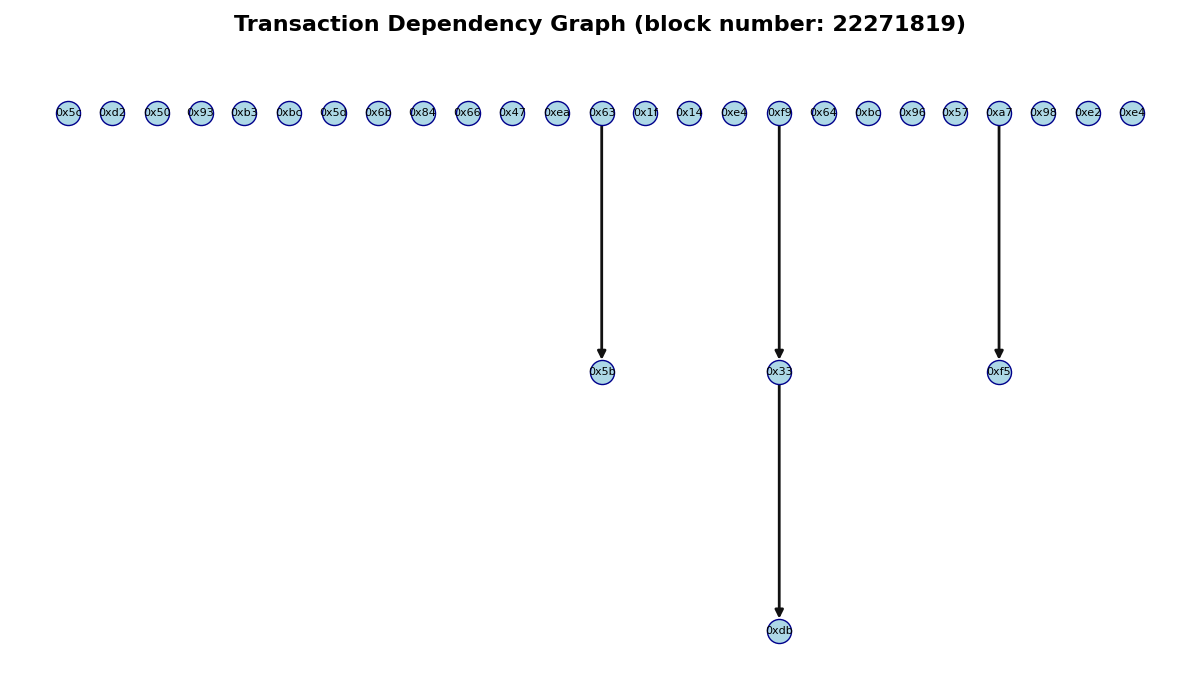 Transaction Dependency Graph (block number: 22271819)
0x5c 0xd2 0x50 0x93 0xb3 0xbc 0x5d 0x6b 0x84 0x66 0x47 0xea 0x63 0x1f 0x14 0xe4 0xf9 0x64 0xbc 0x96 0x57 0xa7 0x98 0xe2 0xe4
0x5b 0x33 0xf5
0xdb